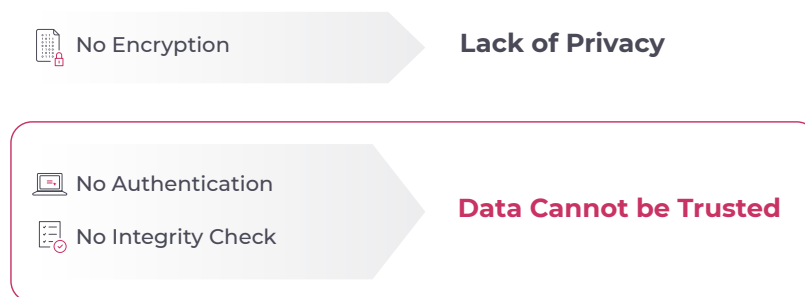 No Encryption
Lack of Privacy
No Authentication
No Integrity Check
Data Cannot be Trusted